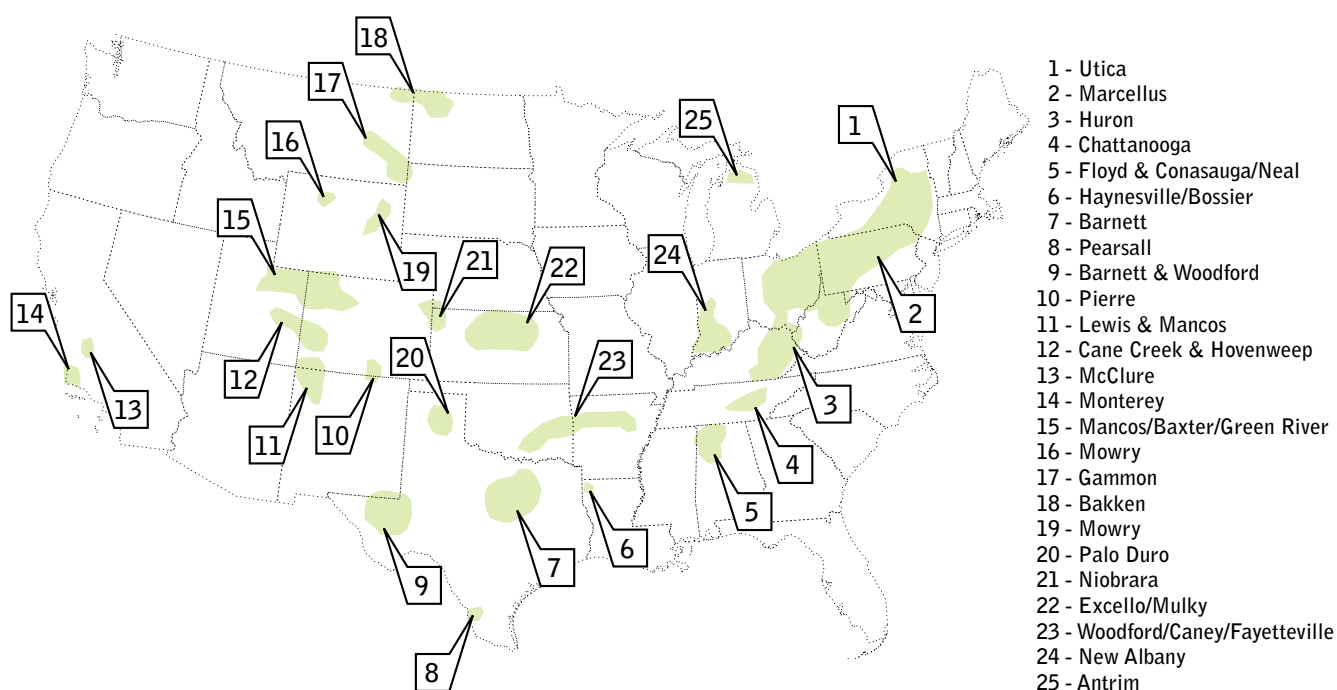 18
17
25
1
16
15
19
21
22
24
14
2
20
23
12
13
3
11
10
4
5
6
7
9
8
1 - Utica
2 - Marcellus
3 - Huron
4 - Chattanooga
5 - Floyd & Conasauga/Neal
6 - Haynesville/Bossier
7 - Barnett
8 - Pearsall
9 - Barnett & Woodford
10 - Pierre
11 - Lewis & Mancos
12 - Cane Creek & Hovenweep
13 - McClure
14 - Monterey
15 - Mancos/Baxter/Green River
16 - Mowry
17 - Gammon
18 - Bakken
19 - Mowry
20 - Palo Duro
21 - Niobrara
22 - Excello/Mulky
23 - Woodford/Caney/Fayetteville
24 - New Albany
25 - Antrim